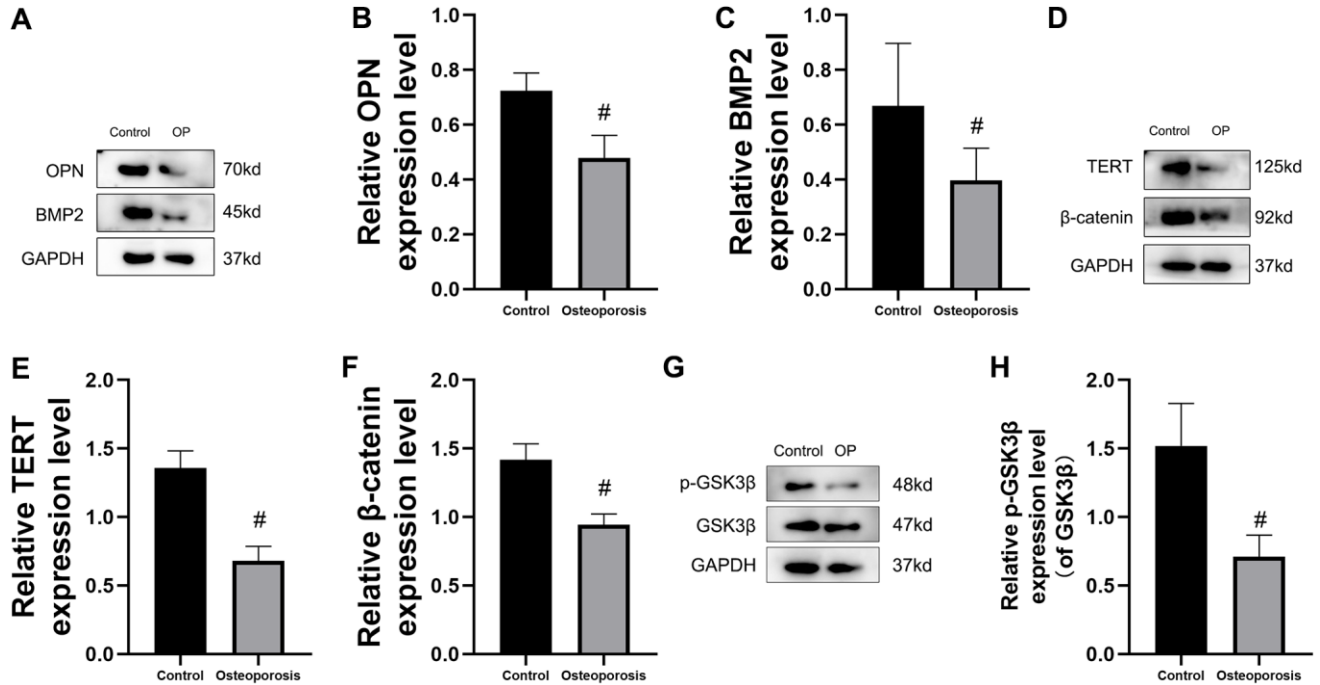 A
Control OP
OPN 70kd
BMP2 45kd
GAPDH 37kd
B
Relative OPN
expression level
1.0
0.8
0.6
0.4
0.2
0.0
#
Control Osteoporosis
C
Relative BMP2
expression level
1.0
0.8
0.6
0.4
0.2
0.0
#
Control Osteoporosis
D
Control OP
TERT 125kd
β-catenin 92kd
GAPDH 37kd
E
Relative TERT
expression level
2.0
1.5
1.0
0.5
0.0
#
Control Osteoporosis
F
Relative β-catenin
expression level
2.0
1.5
1.0
0.5
0.0
#
Control Osteoporosis
G
Control OP
p-GSK3β 48kd
GSK3β 47kd
GAPDH 37kd
H
Relative p-GSK3β
expression level
（of GSK3β）
2.0
1.5
1.0
0.5
0.0
#
Control Osteoporosis